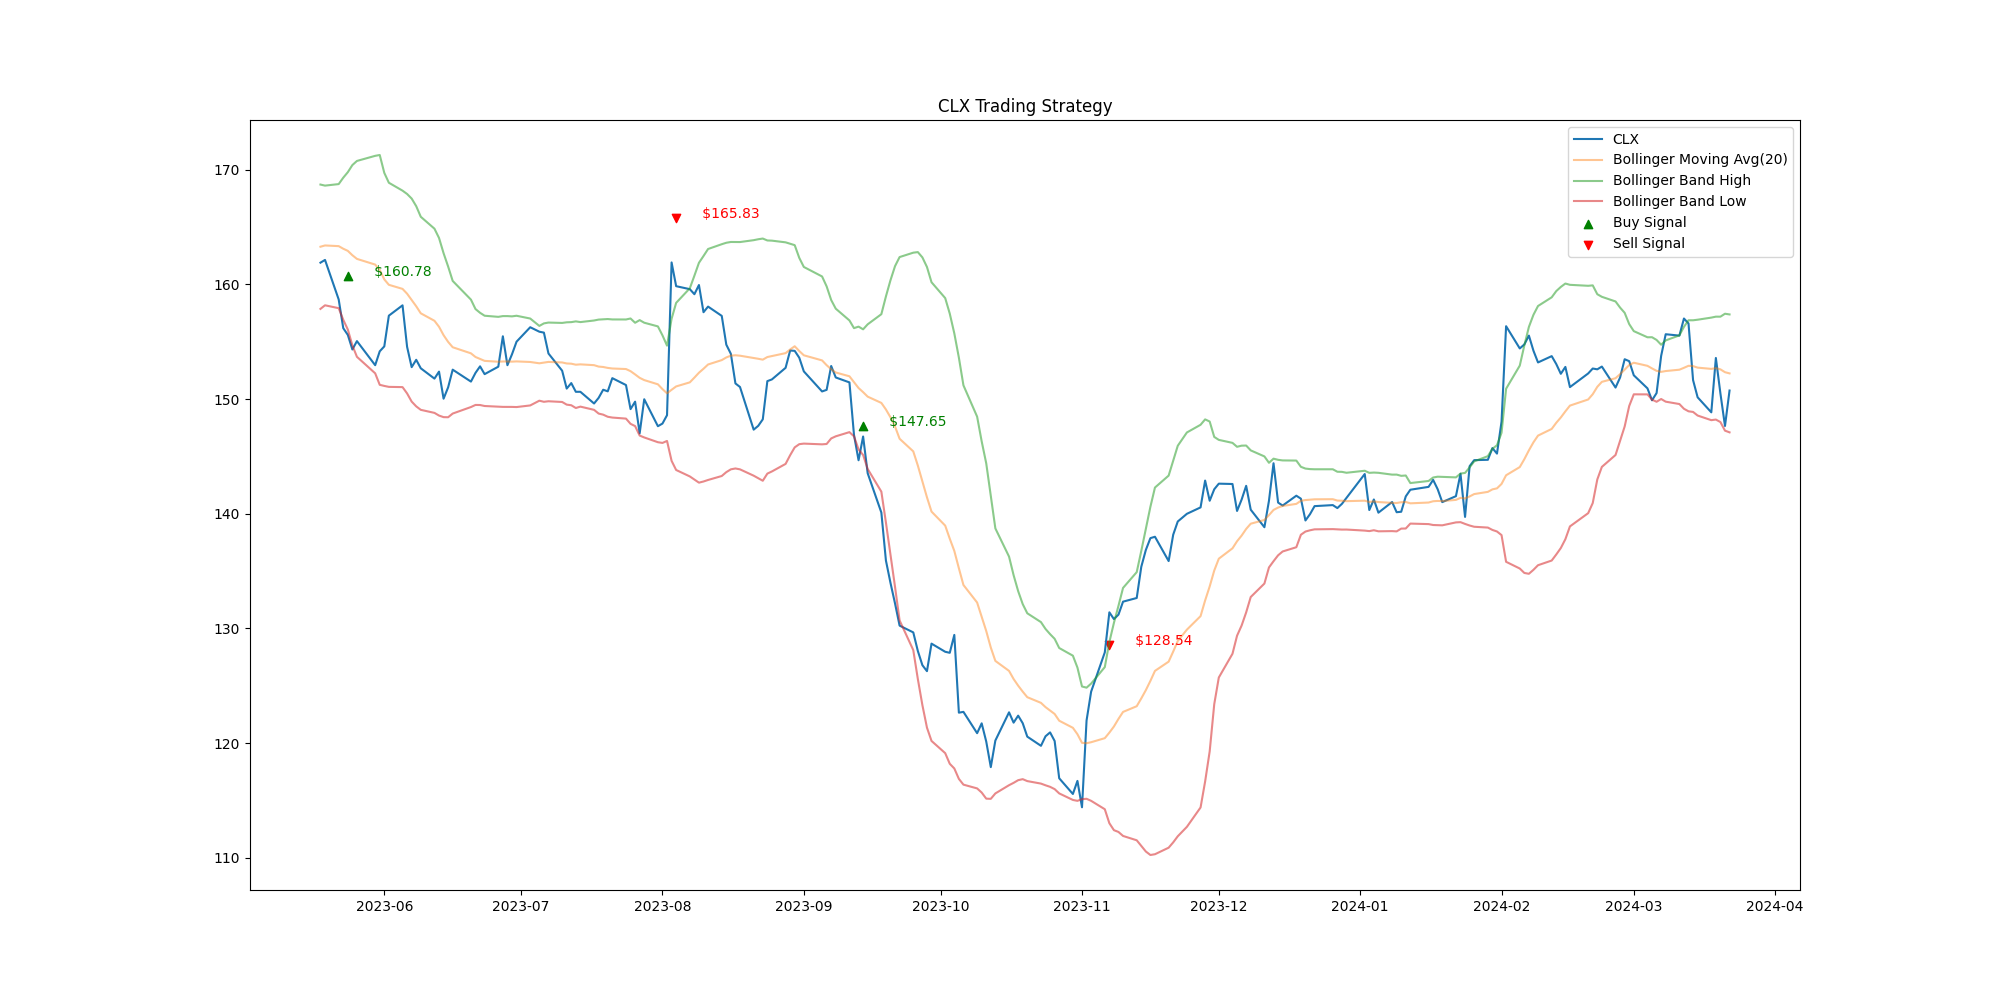 CLX Trading Strategy
CLX
Bollinger Moving Avg(20)
Bollinger Band High
Bollinger Band Low
Buy Signal
Sell Signal
170
160
150
140
130
120
110
$160.78
$165.83
$147.65
$128.54
2023-06 2023-07 2023-08 2023-09 2023-10 2023-11 2023-12 2024-01 2024-02 2024-03 2024-04